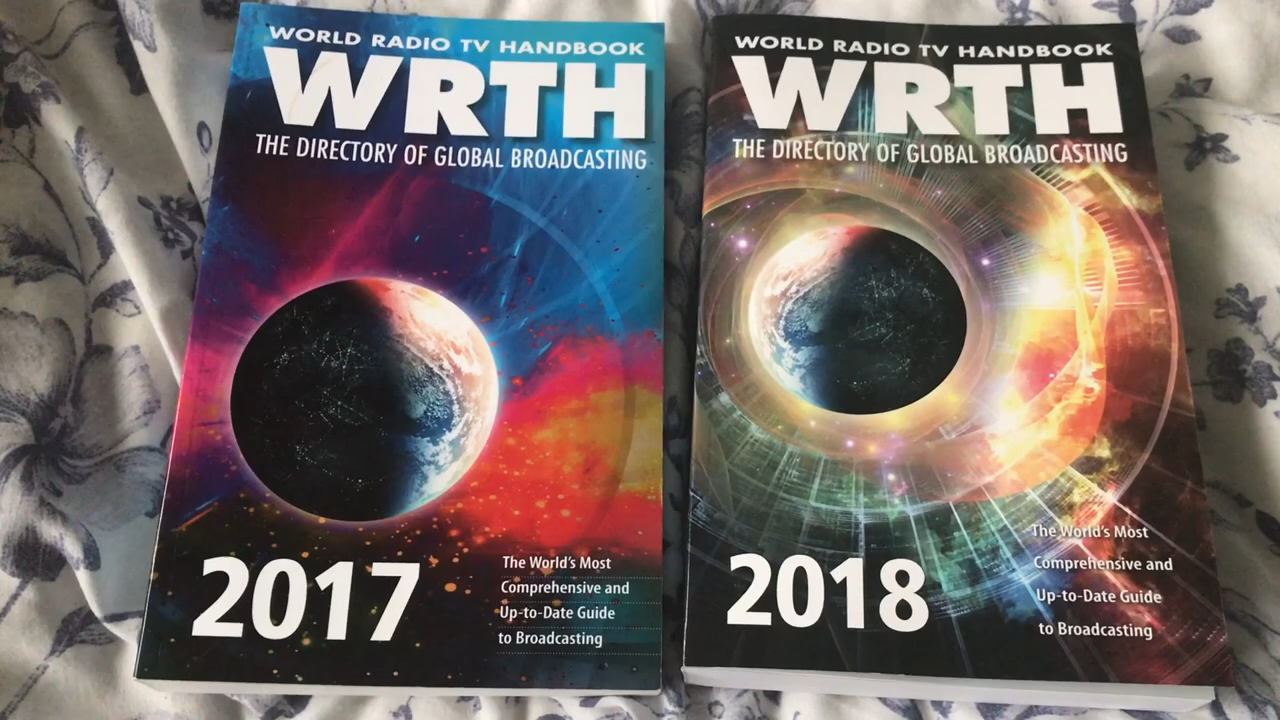 WORLD RADIO TV HANDBOOK
WRTH
THE DIRECTORY OF GLOBAL BROADCASTING
2017
The World's Most
Comprehensive and
Up-to-Date Guide
to Broadcasting
WORLD RADIO TV HANDBOOK
WRTH
THE DIRECTORY OF GLOBAL BROADCASTING
2018
The World's Most
Comprehensive and
Up-to-Date Guide
to Broadcasting